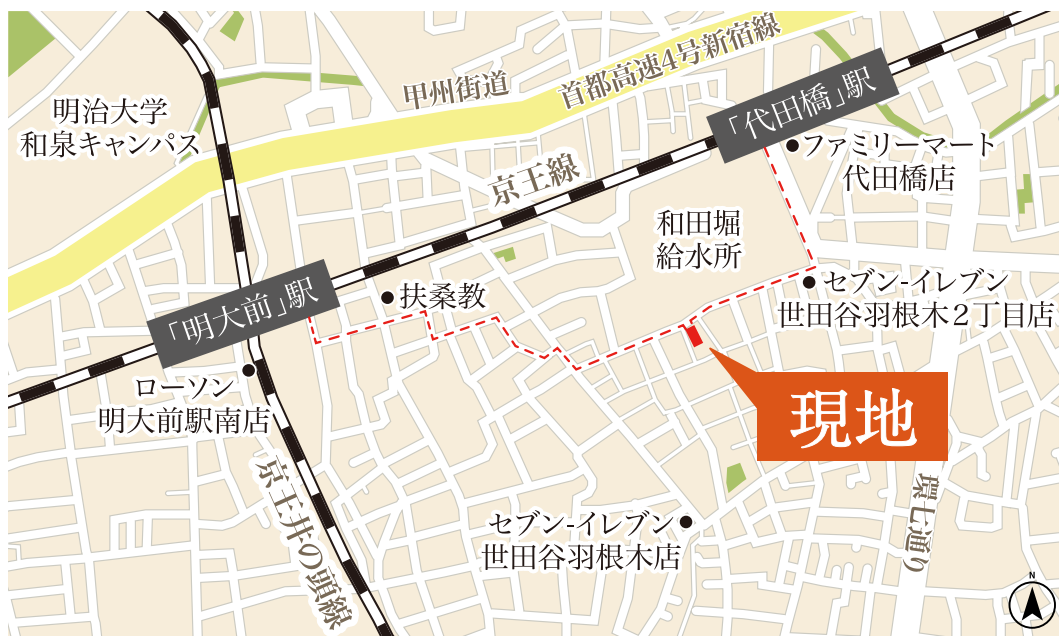 甲州街道
首都高速4号新宿線
明治大学
和泉キャンパス
「代田橋」駅
ファミリーマート
代田橋店
京王線
和田堀
給水所
「明大前」駅
扶桑教
セブン-イレブン
世田谷羽根木2丁目店
ローソン
明大前駅南店
現地
京王井の頭線
環七通り
セブン-イレブン
世田谷羽根木店
N